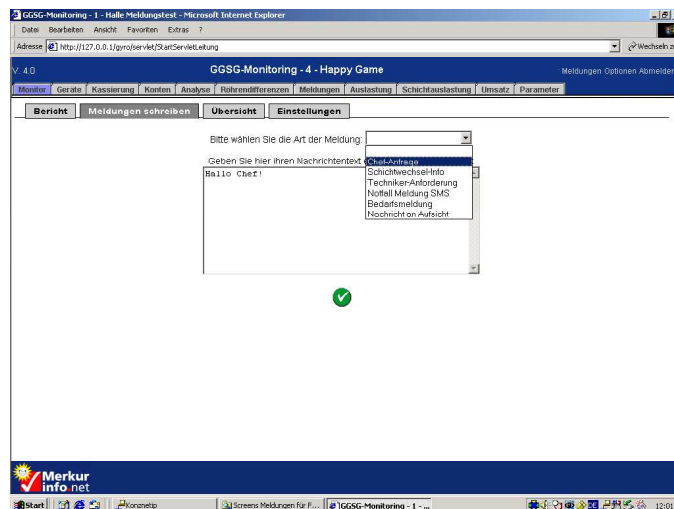 GGSG-Monitoring - 1 - Halle Meldungstest - Microsoft Internet Explorer
Datei Bearbeiten Ansicht Favoriten Extras ?
Adresse http://127.0.0.1/gyro/servlet/StartServletLeitung Wechseln z
V. 4.0 GGSG-Monitoring - 4 - Happy Game Meldungen Optionen Abmelden
Monitor Geräte Kassierung Konten Analyse Röhrendifferenzen Meldungen Auslastung Schichtauslastung Umsatz Parameter
Bericht Meldungen schreiben Übersicht Einstellungen
Bitte wählen Sie die Art der Meldung:
Geben Sie hier ihren Nachrichtentext
Chef-Anfrage
Hallo Chef!
Schichtwechsel-Info
Techniker-Anforderung
Notfall Meldung SMS
Bedarfsmeldung
Nachricht an Aufsicht
Merkur
info.net
Start Konznetip Screens Meldungen für F... GGSG-Monitoring - 1 - ... 12:01